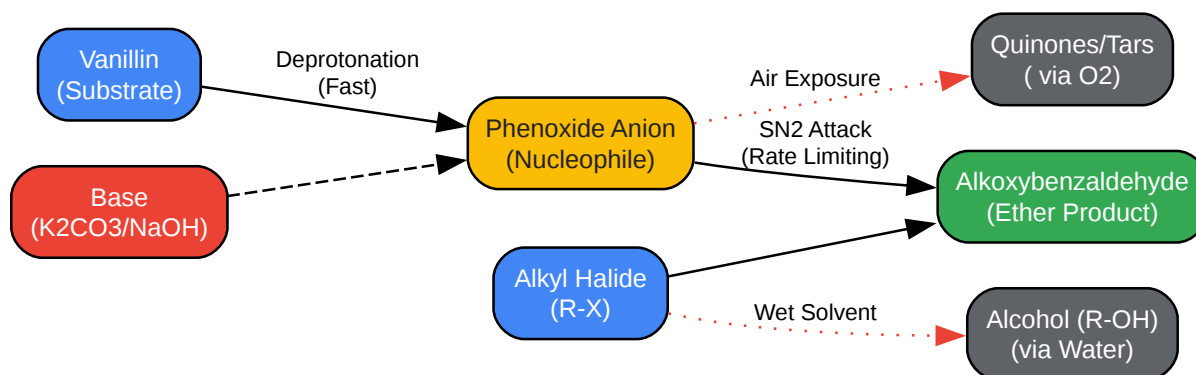 Vanillin
(Substrate)
Deprotonation
(Fast)
Base
(K2CO3/NaOH)
Phenoxide Anion
(Nucleophile)
Air Exposure
Quinones/Tars
( via O2)
SN2 Attack
(Rate Limiting)
Alkoxybenzaldehyde
(Ether Product)
Alkyl Halide
(R-X)
Wet Solvent
Alcohol (R-OH)
(via Water)